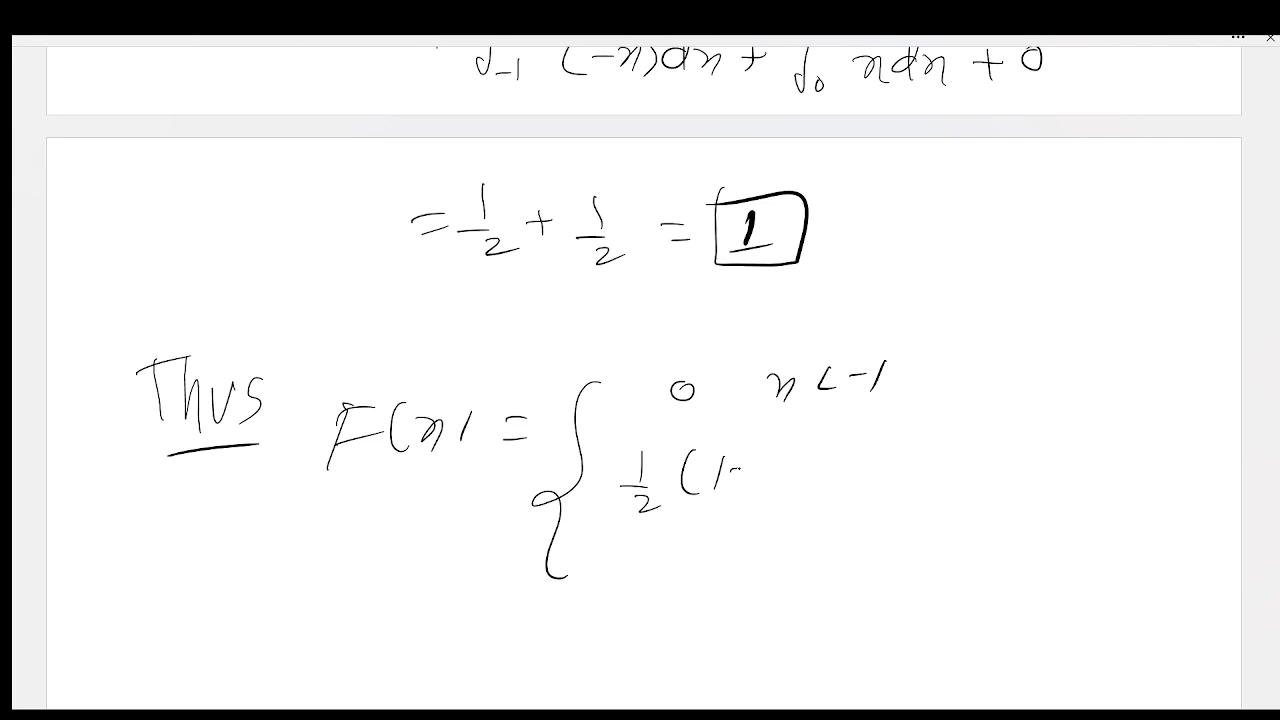 ∫₋₁ (-x)dx + ∫₀ xdx + 0
= 1/2 + 1/2 = 1
Thus F(x) = { 0 x < -1
1/2 (1-